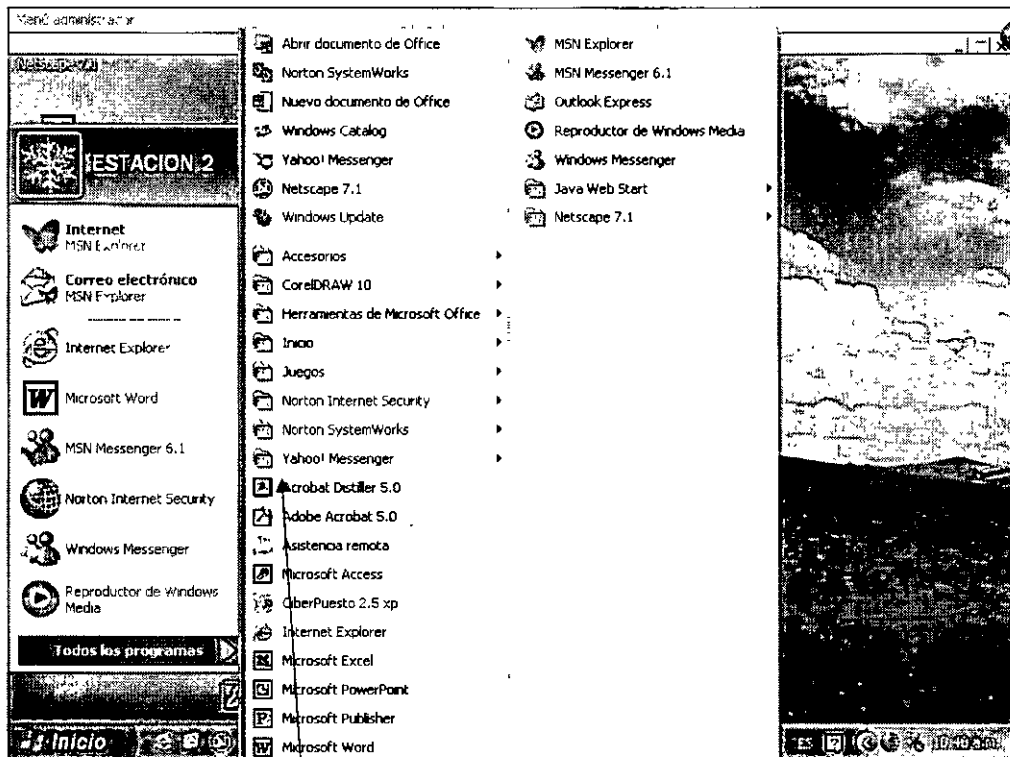 Menú administrador
Netscape 7.1
ESTACION 2
Internet
MSN Explorer
Correo electrónico
MSN Explorer
Internet Explorer
Microsoft Word
MSN Messenger 6.1
Norton Internet Security
Windows Messenger
Reproductor de Windows
Media
Todos los programas
Inicio
Abrir documento de Office
Norton SystemWorks
Nuevo documento de Office
Windows Catalog
Yahoo! Messenger
Netscape 7.1
Windows Update
Accesorios
CorelDRAW 10
Herramientas de Microsoft Office
Inicio
Juegos
Norton Internet Security
Norton SystemWorks
Yahoo! Messenger
Acrobat Distiller 5.0
Adobe Acrobat 5.0
Asistencia remota
Microsoft Access
CiberPuesto 2.5 xp
Internet Explorer
Microsoft Excel
Microsoft PowerPoint
Microsoft Publisher
Microsoft Word
MSN Explorer
MSN Messenger 6.1
Outlook Express
Reproductor de Windows Media
Windows Messenger
Java Web Start
Netscape 7.1
ES